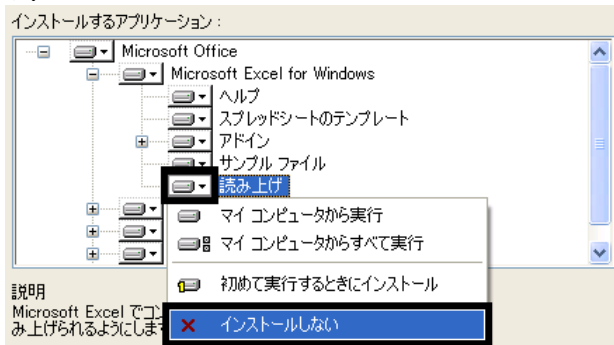 インストールするアプリケーション:
Microsoft Office
Microsoft Excel for Windows
ヘルプ
スプレッドシートのテンプレート
アドイン
サンプル ファイル
読み上げ
マイ コンピュータから実行
マイ コンピュータからすべて実行
初めて実行するときにインストール
インストールしない
説明
Microsoft Excel でコン
み上げられるようにしま